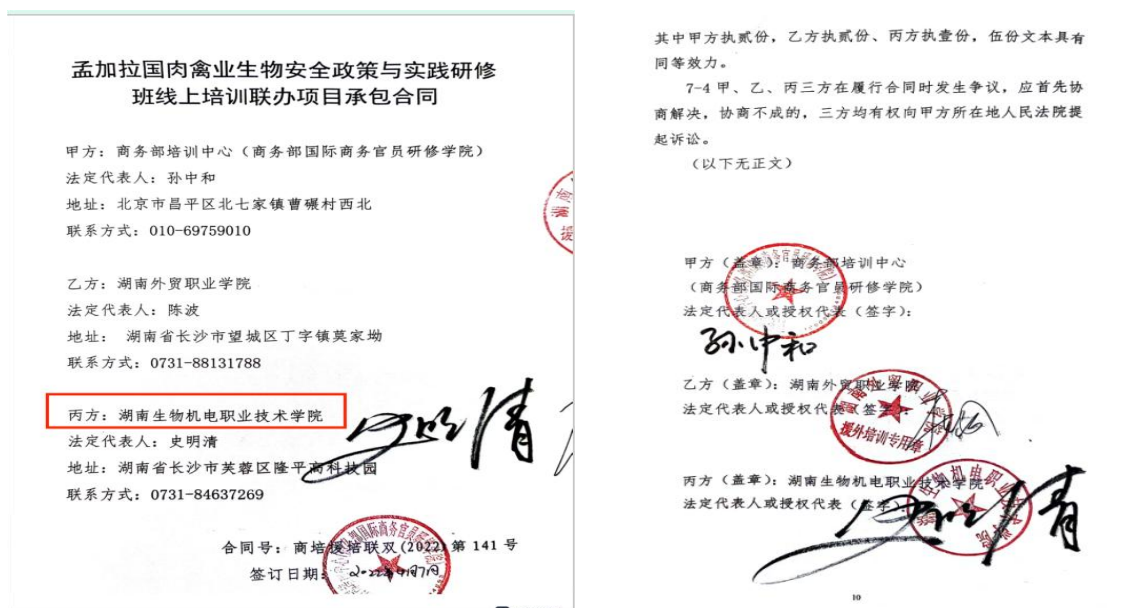 孟加拉国肉禽业生物安全政策与实践研修
班线上培训联办项目承包合同
甲方：商务部培训中心（商务部国际商务官员研修学院）
法定代表人：孙中和
地址：北京市昌平区北七家镇曹碾村西北
联系方式：010-69759010
乙方：湖南外贸职业学院
法定代表人：陈波
地址： 湖南省长沙市望城区丁字镇莫家坳
联系方式：0731-88131788
丙方：湖南生物机电职业技术学院
法定代表人：史明清
地址：湖南省长沙市芙蓉区隆平高科技园
联系方式：0731-84637269
合同号：商培援培联双(2022)第 141 号
签订日期：
其中甲方执贰份，乙方执贰份、丙方执壹份，伍份文本具有
同等效力。
7-4 甲、乙、丙三方在履行合同时发生争议，应首先协
商解决，协商不成的，三方均有权向甲方所在地人民法院提
起诉讼。
（以下无正文）
甲方（盖章）：商务部培训中心
（商务部国际商务官员研修学院）
法定代表人或授权代表（签字）：
孙中和
乙方（盖章）：湖南外贸职业学院
法定代表人或授权代表（签字）：
援外培训专用章
丙方（盖章）：湖南生物机电职业技术学院
法定代表人或授权代表（签字）：
10